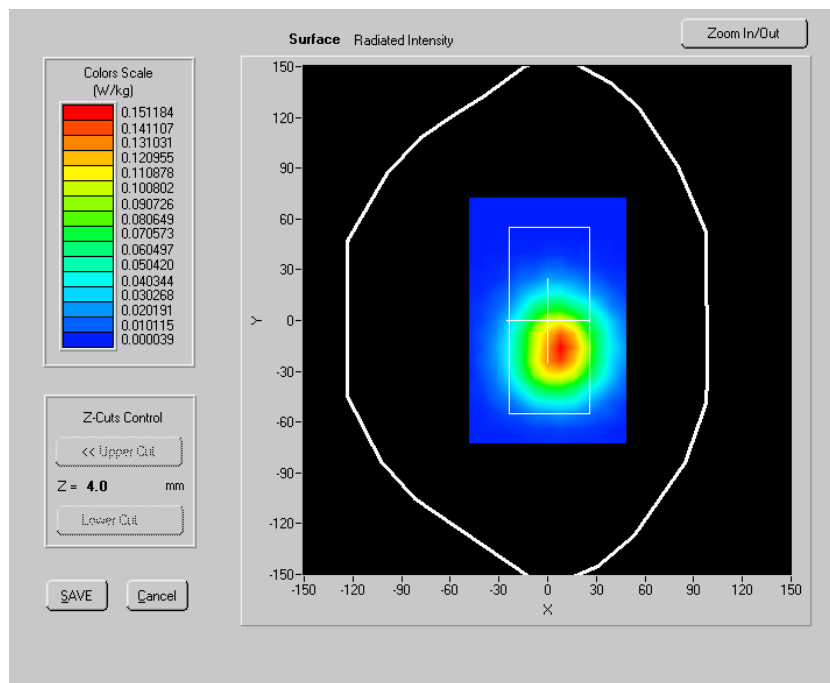 Surface Radiated Intensity
Zoom In/Out
Colors Scale
(W/kg)
0.151184
0.141107
0.131031
0.120955
0.110878
0.100802
0.090726
0.080649
0.070573
0.060497
0.050420
0.040344
0.030268
0.020191
0.010115
0.000039
Z-Cuts Control
<< Upper Cut
Z = 4.0 mm
Lower Cut
SAVE
Cancel
150
120
90
60
30
0
-30
-60
-90
-120
-150
Y
-150 -120 -90 -60 -30 0 30 60 90 120 150
X